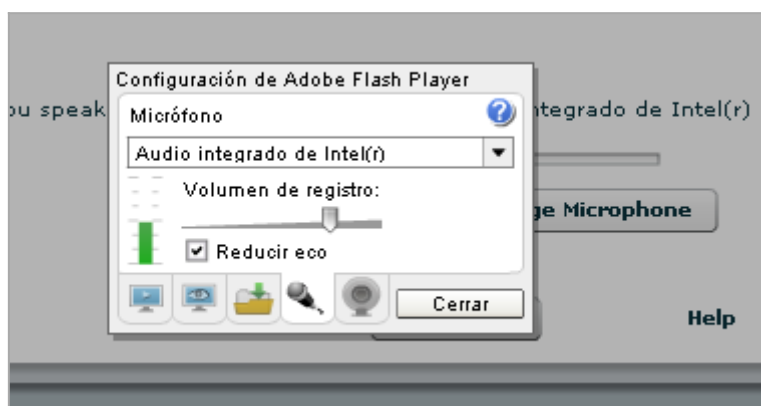 Configuración de Adobe Flash Player
ou speak
Micrófono
ntegrado de Intel(r)
Audio integrado de Intel(r)
Volumen de registro:
ge Microphone
Reducir eco
Cerrar
Help